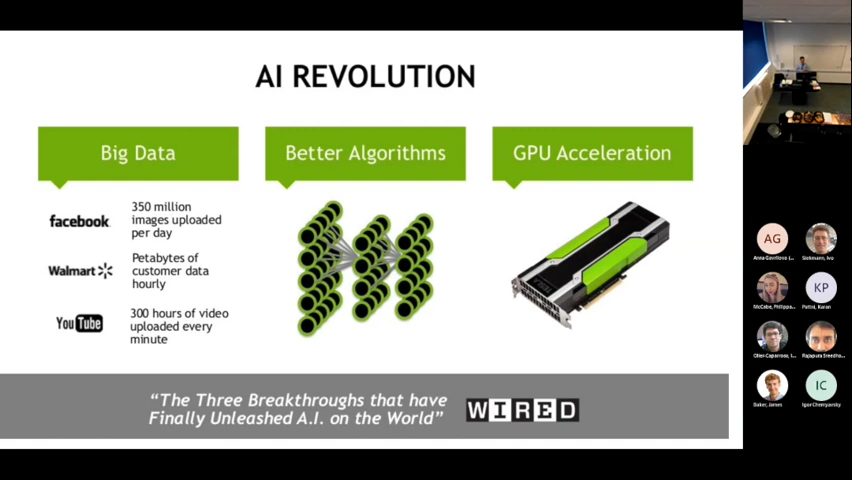 AI REVOLUTION
Big Data
Better Algorithms
GPU Acceleration
facebook
350 million
images uploaded
per day
Walmart
Petabytes of
customer data
hourly
YouTube
300 hours of video
uploaded every
minute
“The Three Breakthroughs that have
Finally Unleashed A.I. on the World”
WIRED
AG
KP
McCabe, Philippa
Baker, James
IC
Igor Chernyavsky